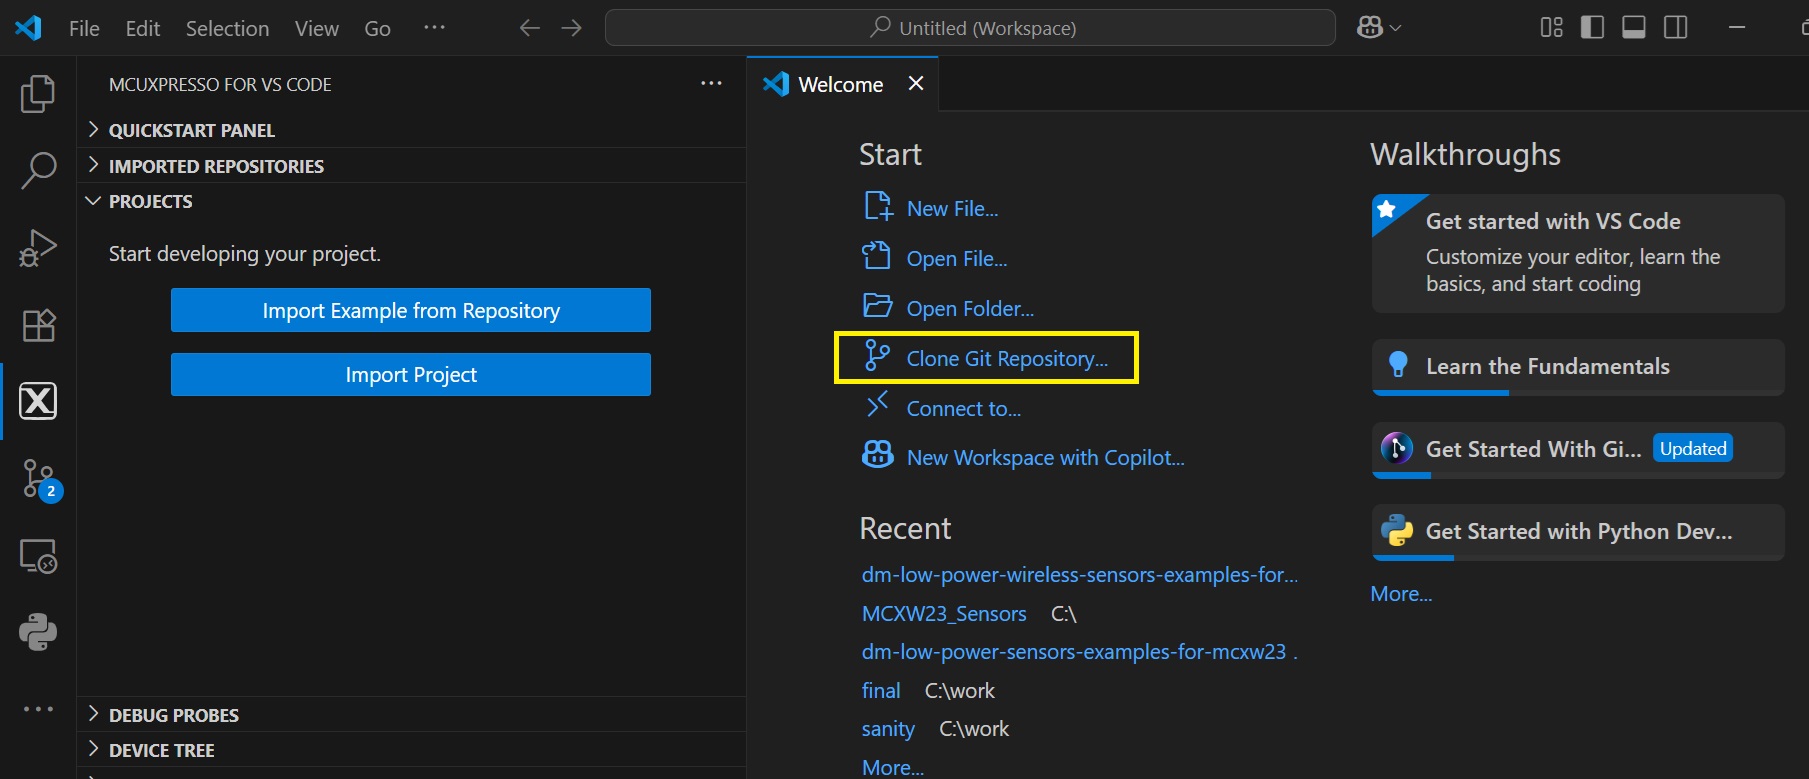 File Edit Selection View Go ···
Untitled (Workspace)
MCUXPRESSO FOR VS CODE
QUICKSTART PANEL
IMPORTED REPOSITORIES
PROJECTS
Start developing your project.
Import Example from Repository
Import Project
2
DEBUG PROBES
DEVICE TREE
Welcome
Start
New File...
Open File...
Open Folder...
Clone Git Repository...
Connect to...
New Workspace with Copilot...
Recent
dm-low-power-wireless-sensors-examples-for...
MCXW23_Sensors C:\
dm-low-power-sensors-examples-for-mcxw23 .
final C:\work
sanity C:\work
More...
Walkthroughs
Get started with VS Code
Customize your editor, learn the
basics, and start coding
Learn the Fundamentals
Get Started With Gi... Updated
Get Started with Python Dev...
More...